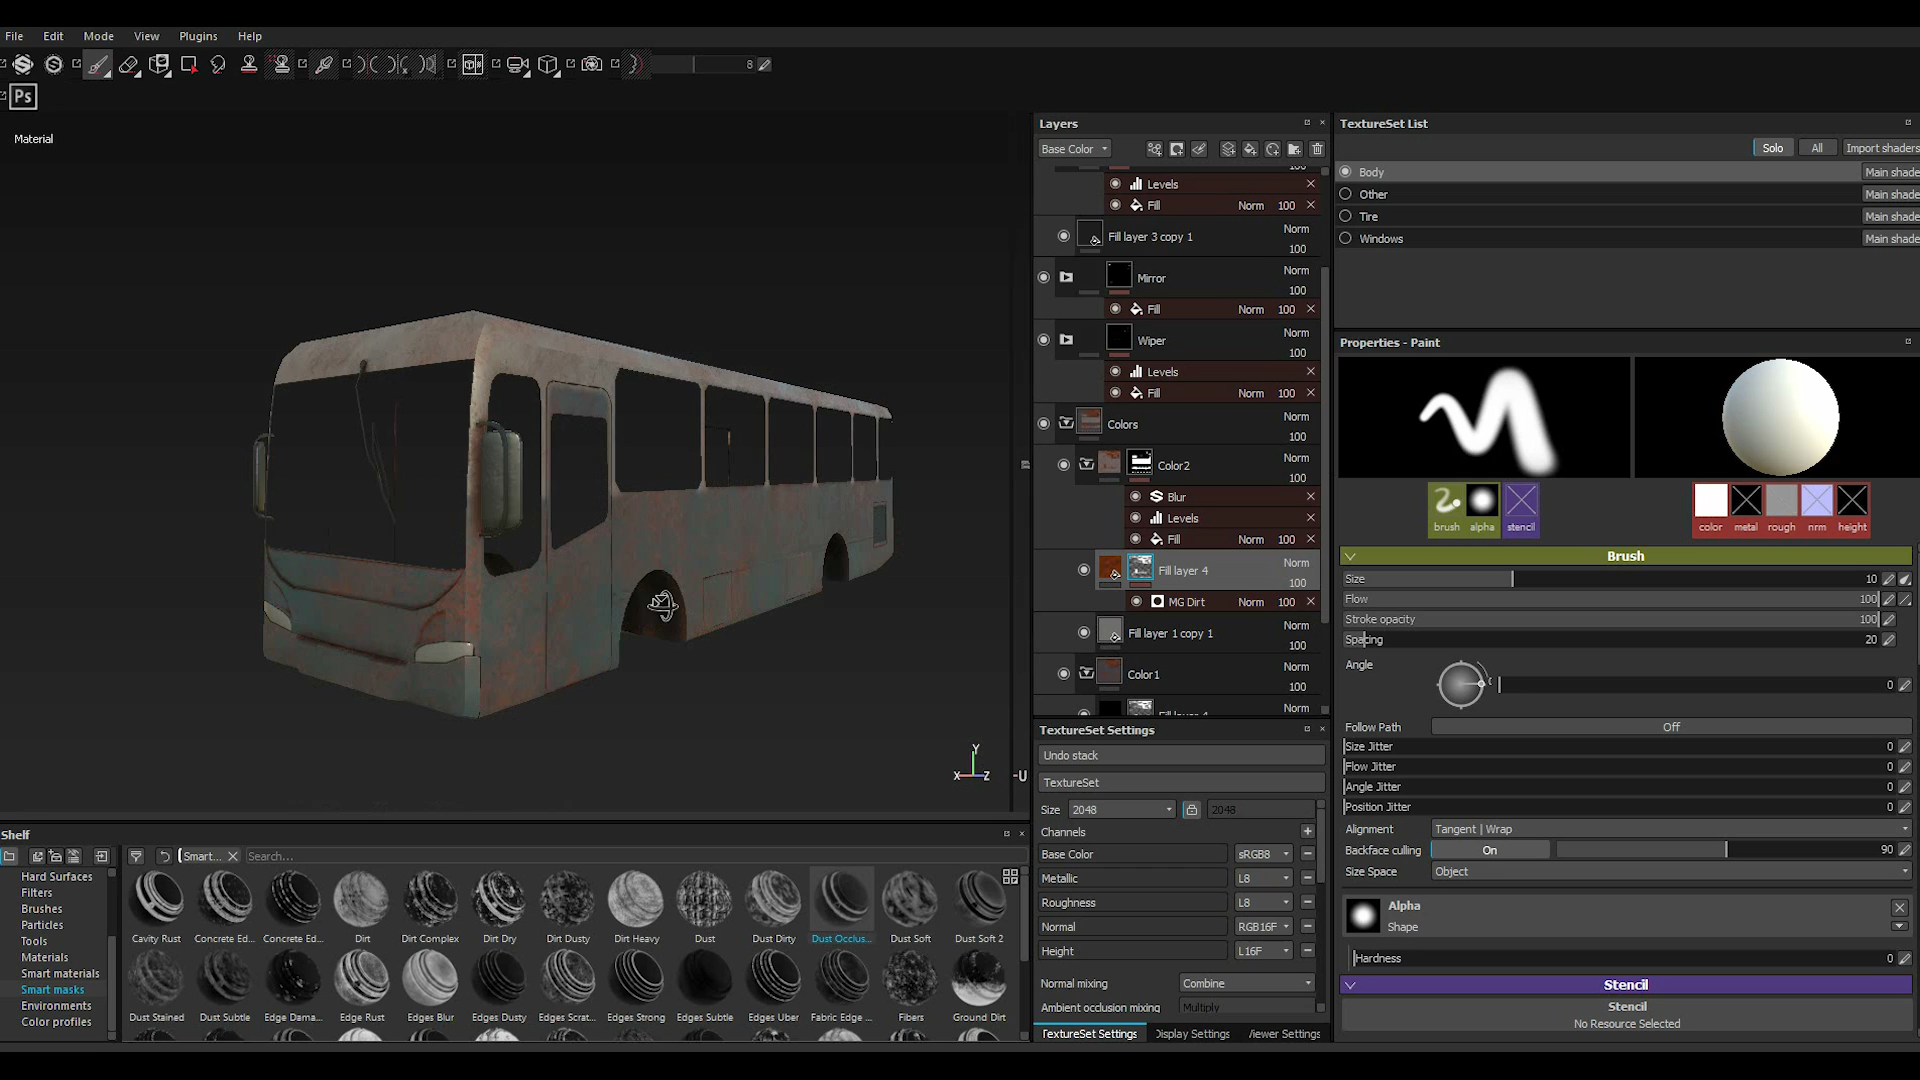 File Edit Mode View Plugins Help
8
Ps
Material
Y
X Z
Layers
Base Color
Levels
Fill Norm 100
Fill layer 3 copy 1 Norm
100
Mirror Norm
100
Fill Norm 100
Wiper Norm
100
Levels
Fill Norm 100
Colors Norm
100
Color2 Norm
100
Blur
Levels
Fill Norm 100
Fill layer 4 Norm
100
MG Dirt Norm 100
Fill layer 1 copy 1 Norm
100
Color1 Norm
100
Norm
TextureSet Settings
Undo stack
TextureSet
Size 2048 2048
Channels
Base Color sRGB8
Metallic L8
Roughness L8
Normal RGB16F
Height L16F
Normal mixing Combine
Ambient occlusion mixing Multiply
TextureSet Settings Display Settings Viewer Settings
TextureSet List
Solo All Import shaders
Body Main shade
Other Main shade
Tire Main shade
Windows Main shade
Properties - Paint
brush alpha stencil
color metal rough nrm height
Brush
Size 10
Flow 100
Stroke opacity 100
Spacing 20
Angle
0
Follow Path Off
Size Jitter 0
Flow Jitter 0
Angle Jitter 0
Position Jitter 0
Alignment Tangent | Wrap
Backface culling On 90
Size Space Object
Alpha
Shape
Hardness 0
Stencil
Stencil
No Resource Selected
Shelf
Smart... Search...
Hard Surfaces
Filters
Brushes
Particles
Tools
Materials
Smart materials
Smart masks
Environments
Color profiles
Cavity Rust Concrete Ed... Concrete Ed... Dirt Dirt Complex Dirt Dry Dirt Dusty Dirt Heavy Dust Dust Dirty Dust Occlus... Dust Soft Dust Soft 2
Dust Stained Dust Subtle Edge Dama... Edge Rust Edges Blur Edges Dusty Edges Scrat... Edges Strong Edges Subtle Edges Uber Fabric Edge ... Fibers Ground Dirt